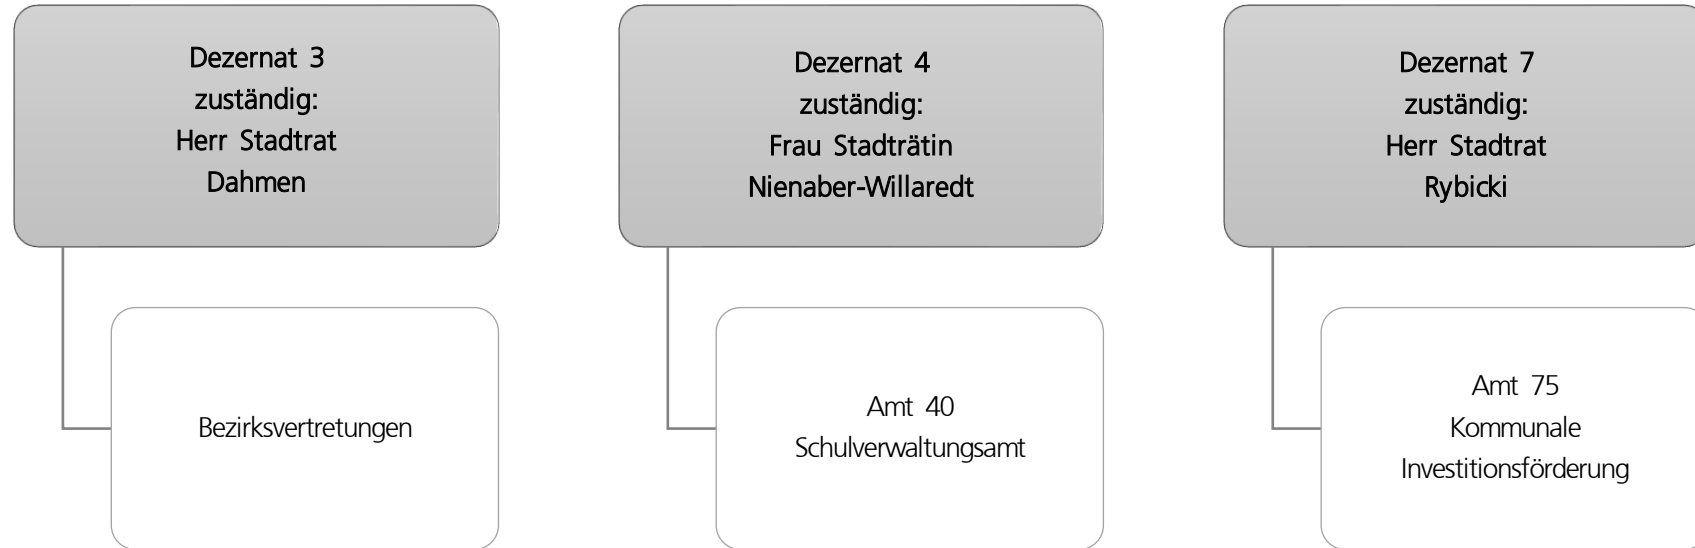 Dezernat 3
zuständig:
Herr Stadtrat
Dahmen
Bezirksvertretungen
Dezernat 4
zuständig:
Frau Stadträtin
Nienaber-Willaredt
Amt 40
Schulverwaltungsamt
Dezernat 7
zuständig:
Herr Stadtrat
Rybicki
Amt 75
Kommunale
Investitionsförderung